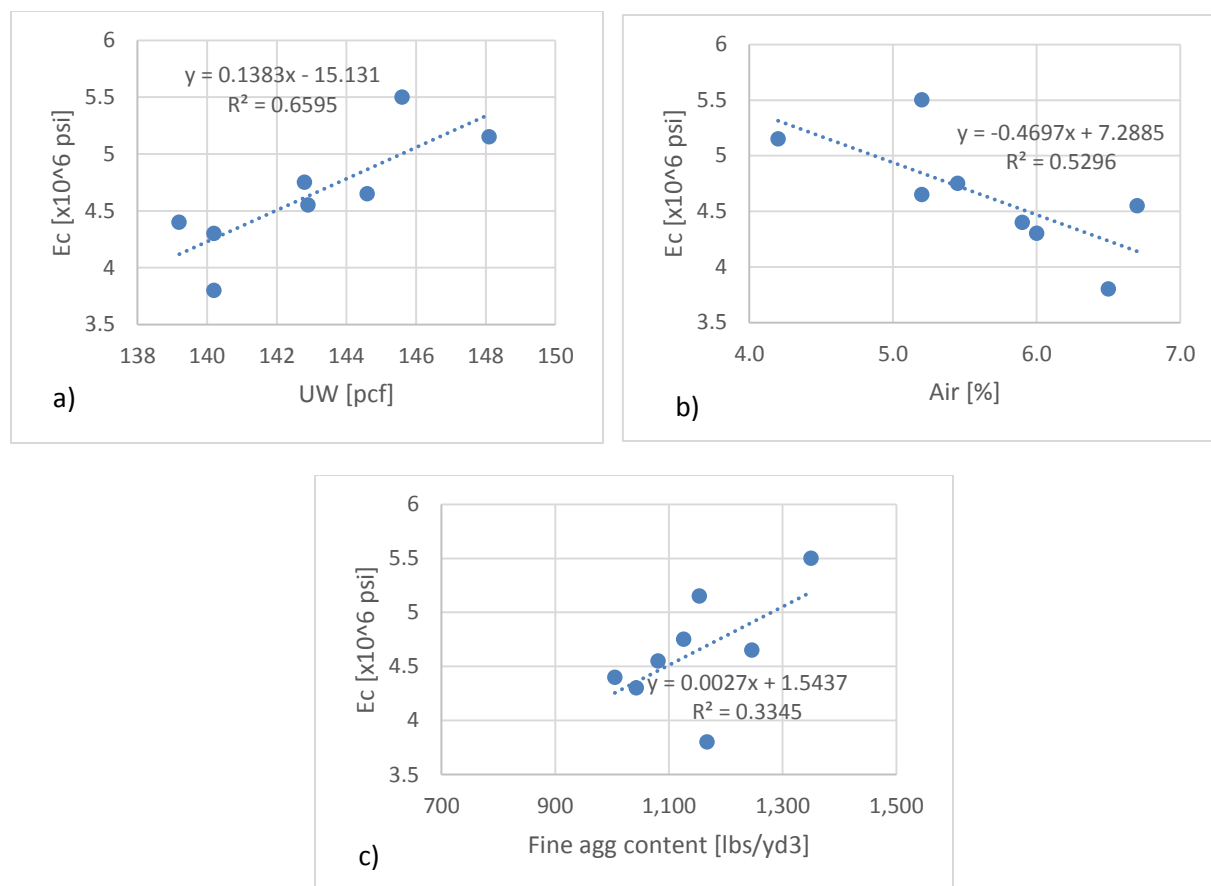 6
5.5
5
4.5
4
3.5
Ec [x10^6 psi]
y = 0.1383x - 15.131
R² = 0.6595
138 140 142 144 146 148 150
UW [pcf]
a)
6
5.5
5
4.5
4
3.5
Ec [x10^6 psi]
y = -0.4697x + 7.2885
R² = 0.5296
4.0 5.0 6.0 7.0
Air [%]
b)
6
5.5
5
4.5
4
3.5
Ec [x10^6 psi]
y = 0.0027x + 1.5437
R² = 0.3345
700 900 1,100 1,300 1,500
Fine agg content [lbs/yd3]
c)